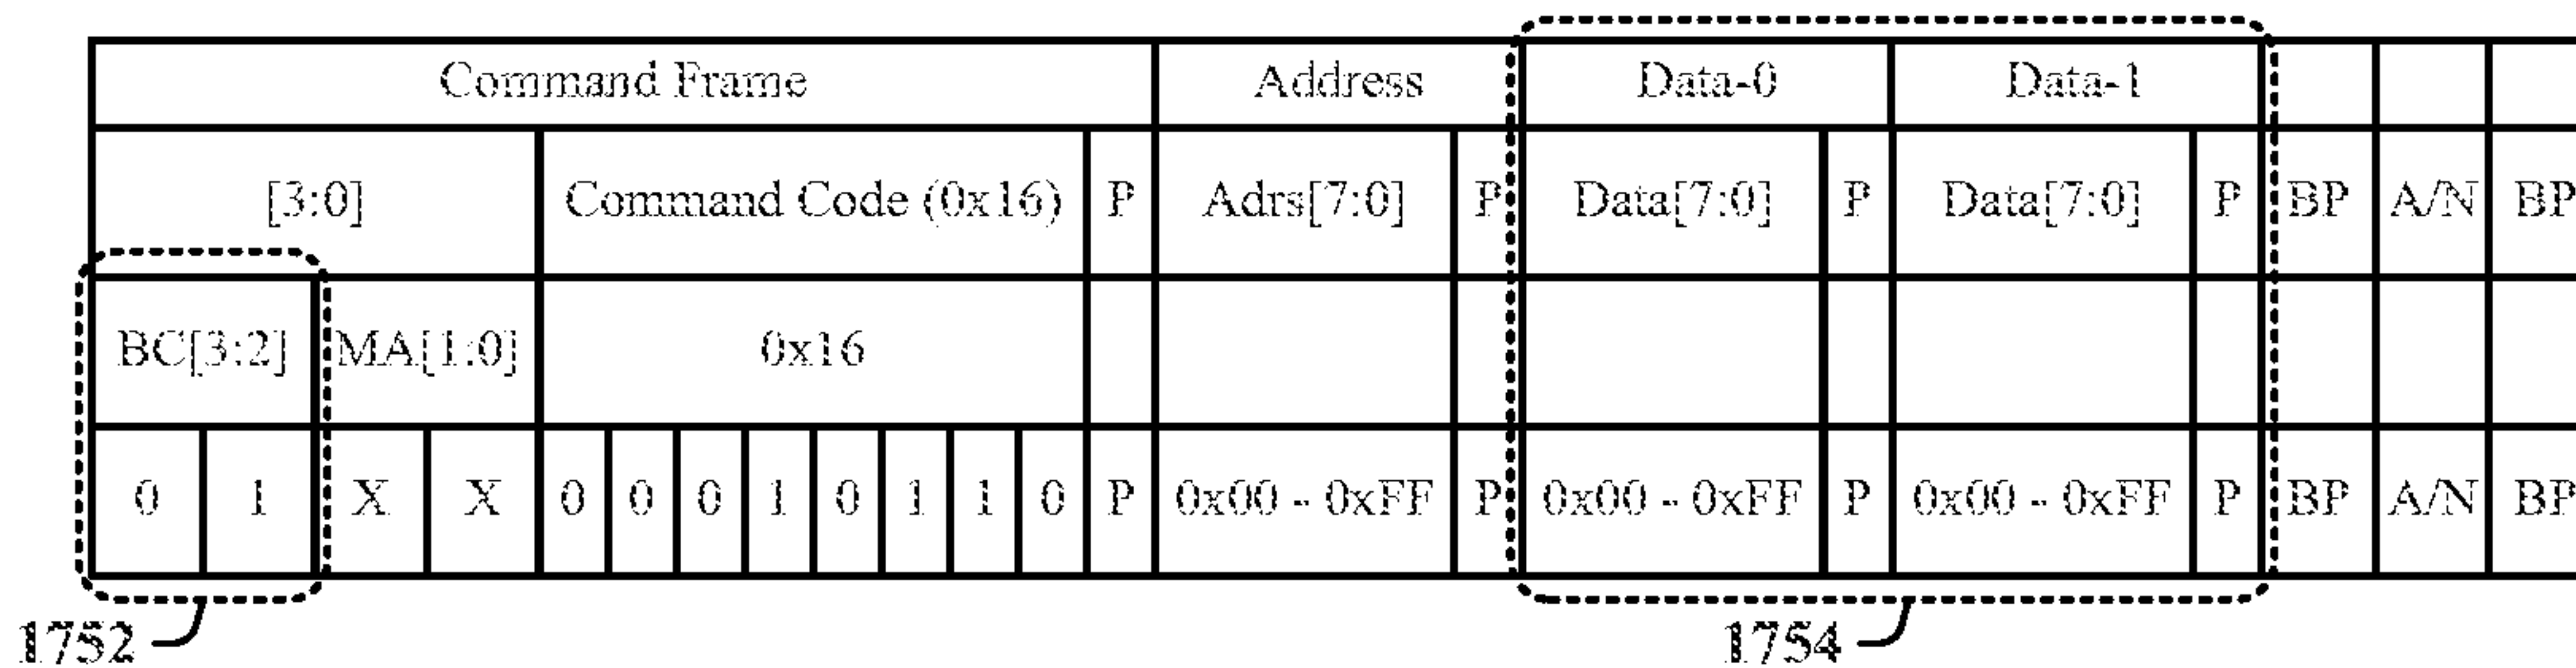 Command Frame Address Data-0 Data-1
[3:0] Command Code (0x16) P Adrs[7:0] P Data[7:0] P Data[7:0] P BP A/N BP
BC[3:2] MA[1:0] 0x16
0 1 X X 0 0 0 1 0 1 1 0 P 0x00 - 0xFF P 0x00 - 0xFF P 0x00 - 0xFF P BP A/N BP
1752 1754